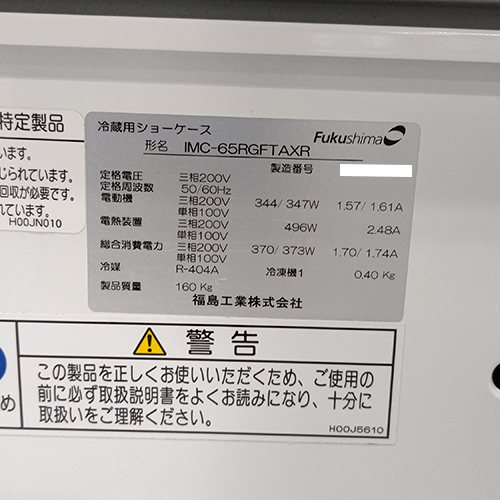 特定製品
います。
じられています。
回収が必要です。
ています。
H00JN010
冷蔵用ショーケース
Fukushima
形名 IMC-65RGFTAXR
製造番号
定格電圧 三相200V
定格周波数 50/60Hz
電動機 三相200V 344/347W 1.57/1.61A
単相100V
電熱装置 三相200V
単相100V 496W 2.48A
総合消費電力 三相200V 370/373W 1.70/1.74A
単相100V
冷媒 R-404A 冷凍機1 0.40 Kg
製品質量 160 Kg
福島工業株式会社
警告
この製品を正しくお使いいただくため、ご使用の
前に必ず取扱説明書をよくお読みになり、十分に
取扱いをご理解ください。
H00J5610
め